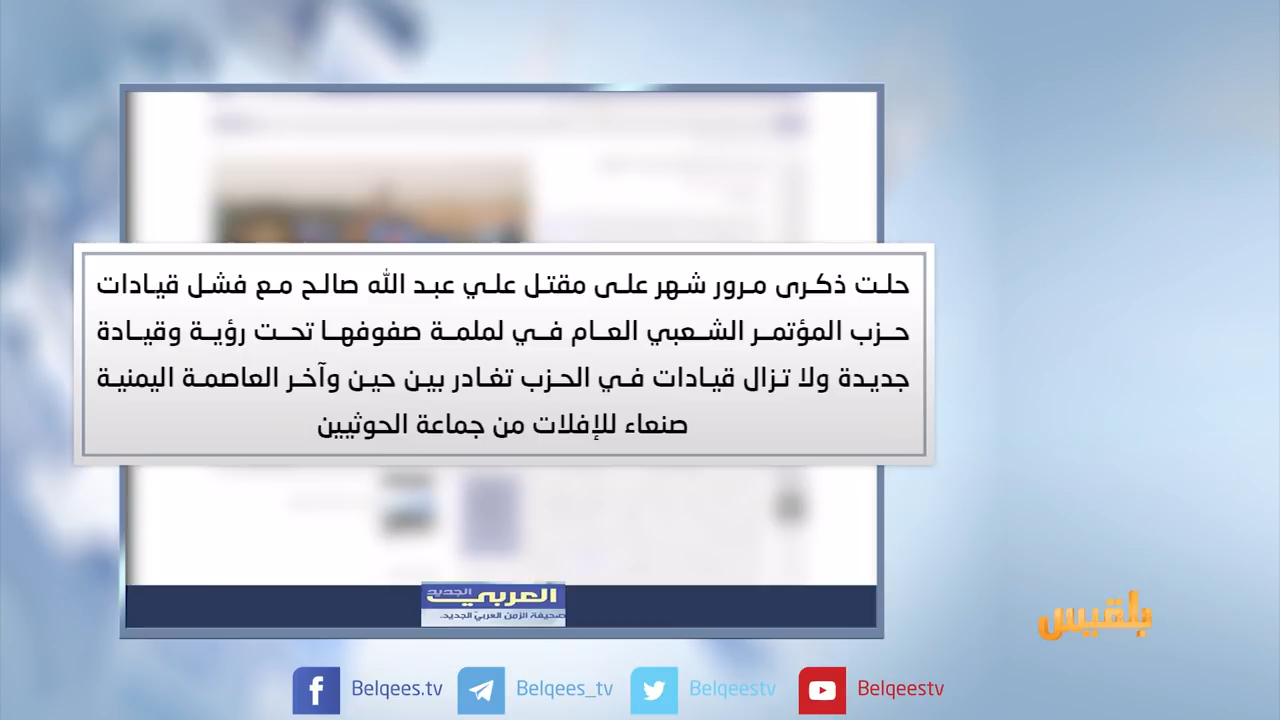 حلت ذكرى مرور شهر على مقتل علي عبد الله صالح مع فشل قيادات
حزب المؤتمر الشعبي العام في لملمة صفوفها تحت رؤية وقيادة
جديدة ولا تزال قيادات في الحزب تغادر بين حين وآخر العاصمة اليمنية
صنعاء للإفلات من جماعة الحوثيين
العربي الجديد
صحيفة الزمن العربيّ الجديد.
بلقيس
Belqees.tv Belqees_tv Belqeestv Belqeestv